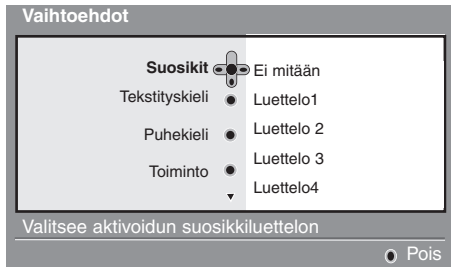 Vaihtoehdot
Suosikit Ei mitään
Tekstityskieli Luettelo1
Puhekieli Luettelo 2
Toiminto Luettelo 3
Luettelo4
Valitsee aktivoidun suosikkiluettelon
Pois